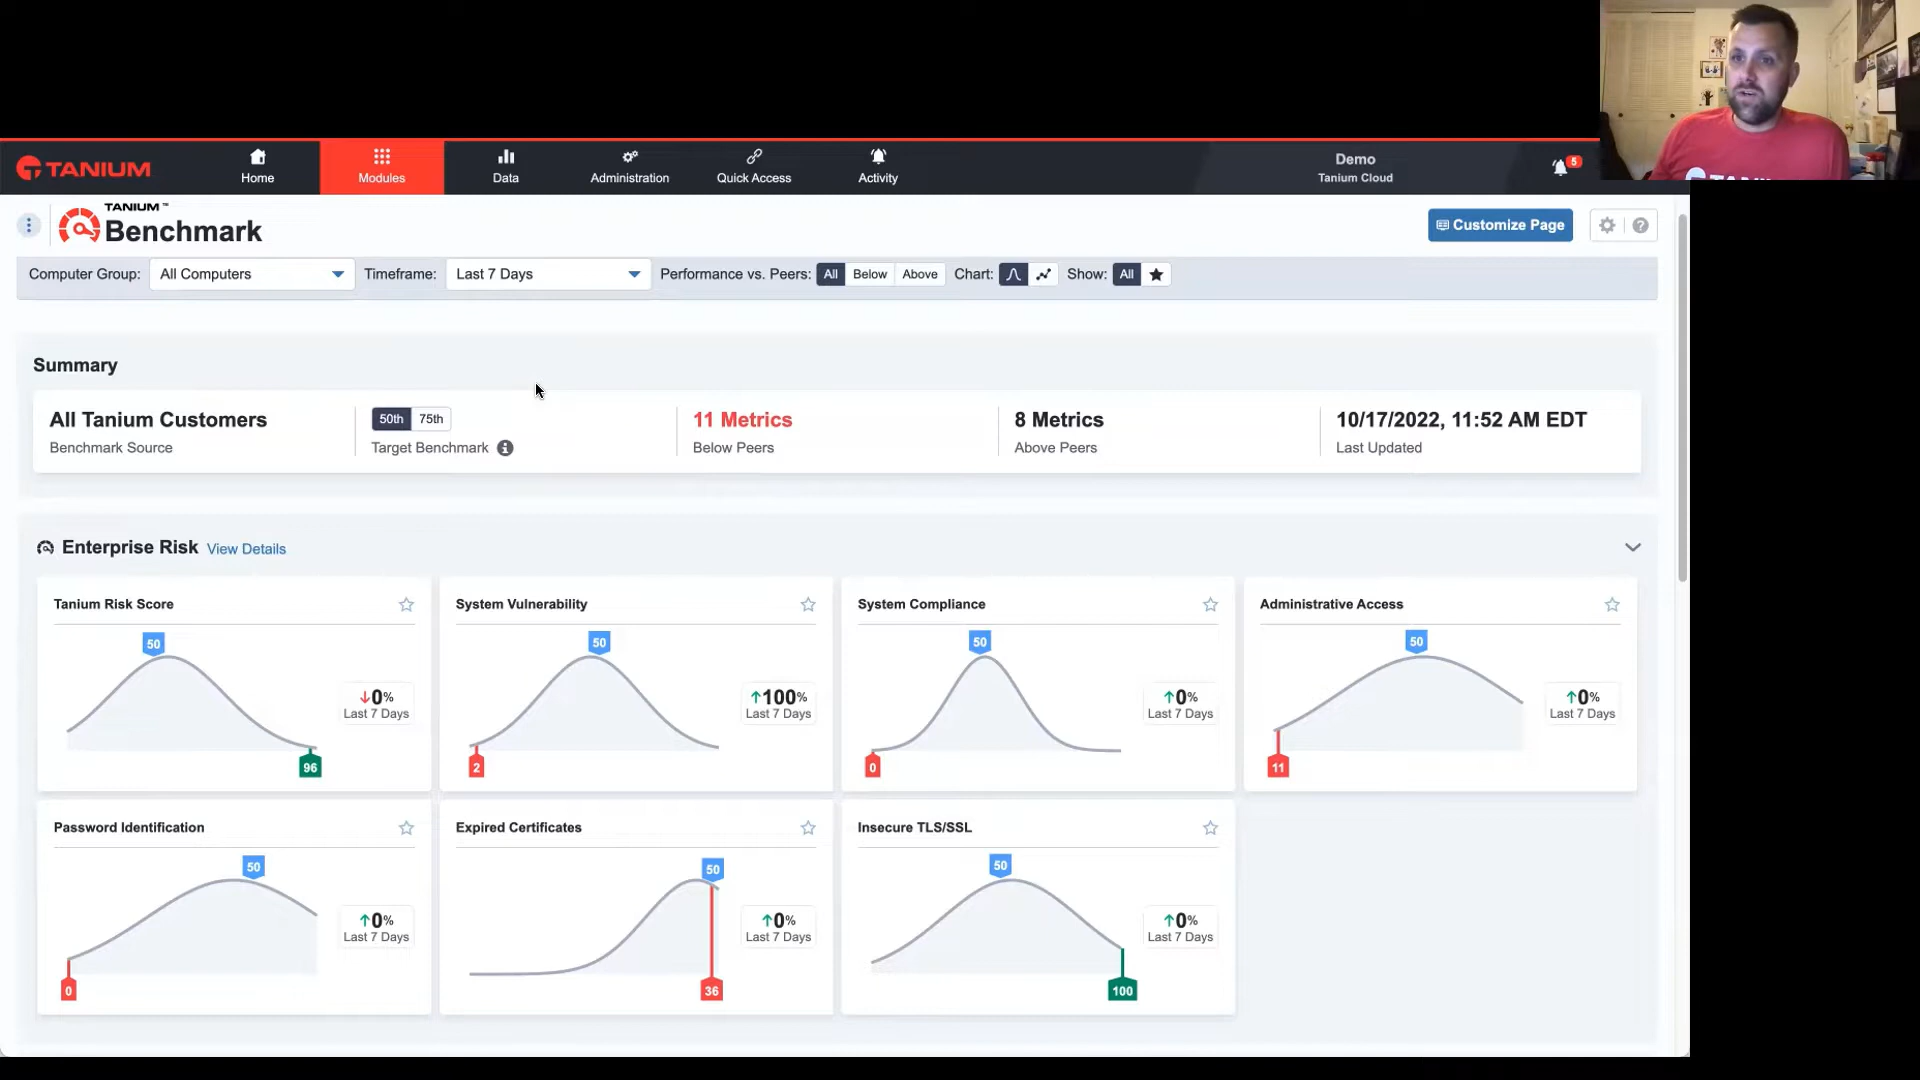 TANIUM
Home
Modules
Data
Administration
Quick Access
Activity
Demo
Tanium Cloud
5
TANIUM™
Benchmark
Customize Page
Computer Group: All Computers
Timeframe: Last 7 Days
Performance vs. Peers: All Below Above
Chart:
Show: All
Summary
All Tanium Customers
Benchmark Source
50th 75th
Target Benchmark
11 Metrics
Below Peers
8 Metrics
Above Peers
10/17/2022, 11:52 AM EDT
Last Updated
Enterprise Risk View Details
Tanium Risk Score
50
↓0%
Last 7 Days
96
System Vulnerability
50
↑100%
Last 7 Days
2
System Compliance
50
↑0%
Last 7 Days
0
Administrative Access
50
↑0%
Last 7 Days
11
Password Identification
50
↑0%
Last 7 Days
0
Expired Certificates
50
↑0%
Last 7 Days
36
Insecure TLS/SSL
50
↑0%
Last 7 Days
100